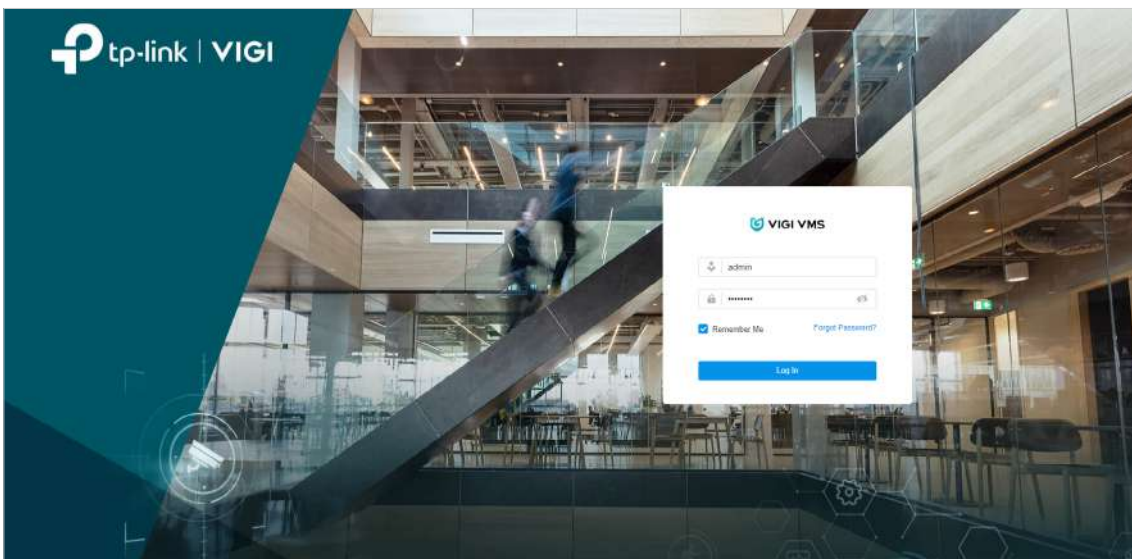 tp-link | VIGI
VIGI VMS
admin
••••••••
Remember Me
Forgot Password?
Log In